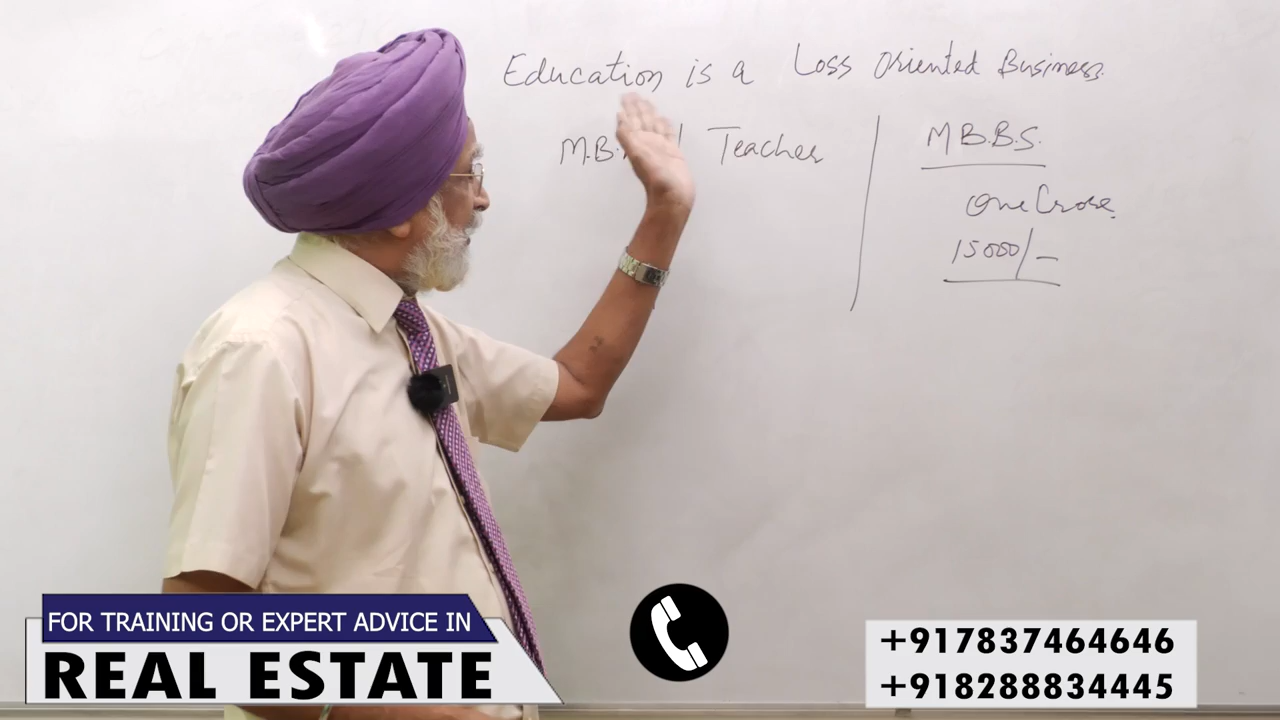 Education is a Loss Oriented Business.
Teacher
M.B.B.S.
One Crore.
15000/-
FOR TRAINING OR EXPERT ADVICE IN
REAL ESTATE
+917837464646
+918288834445